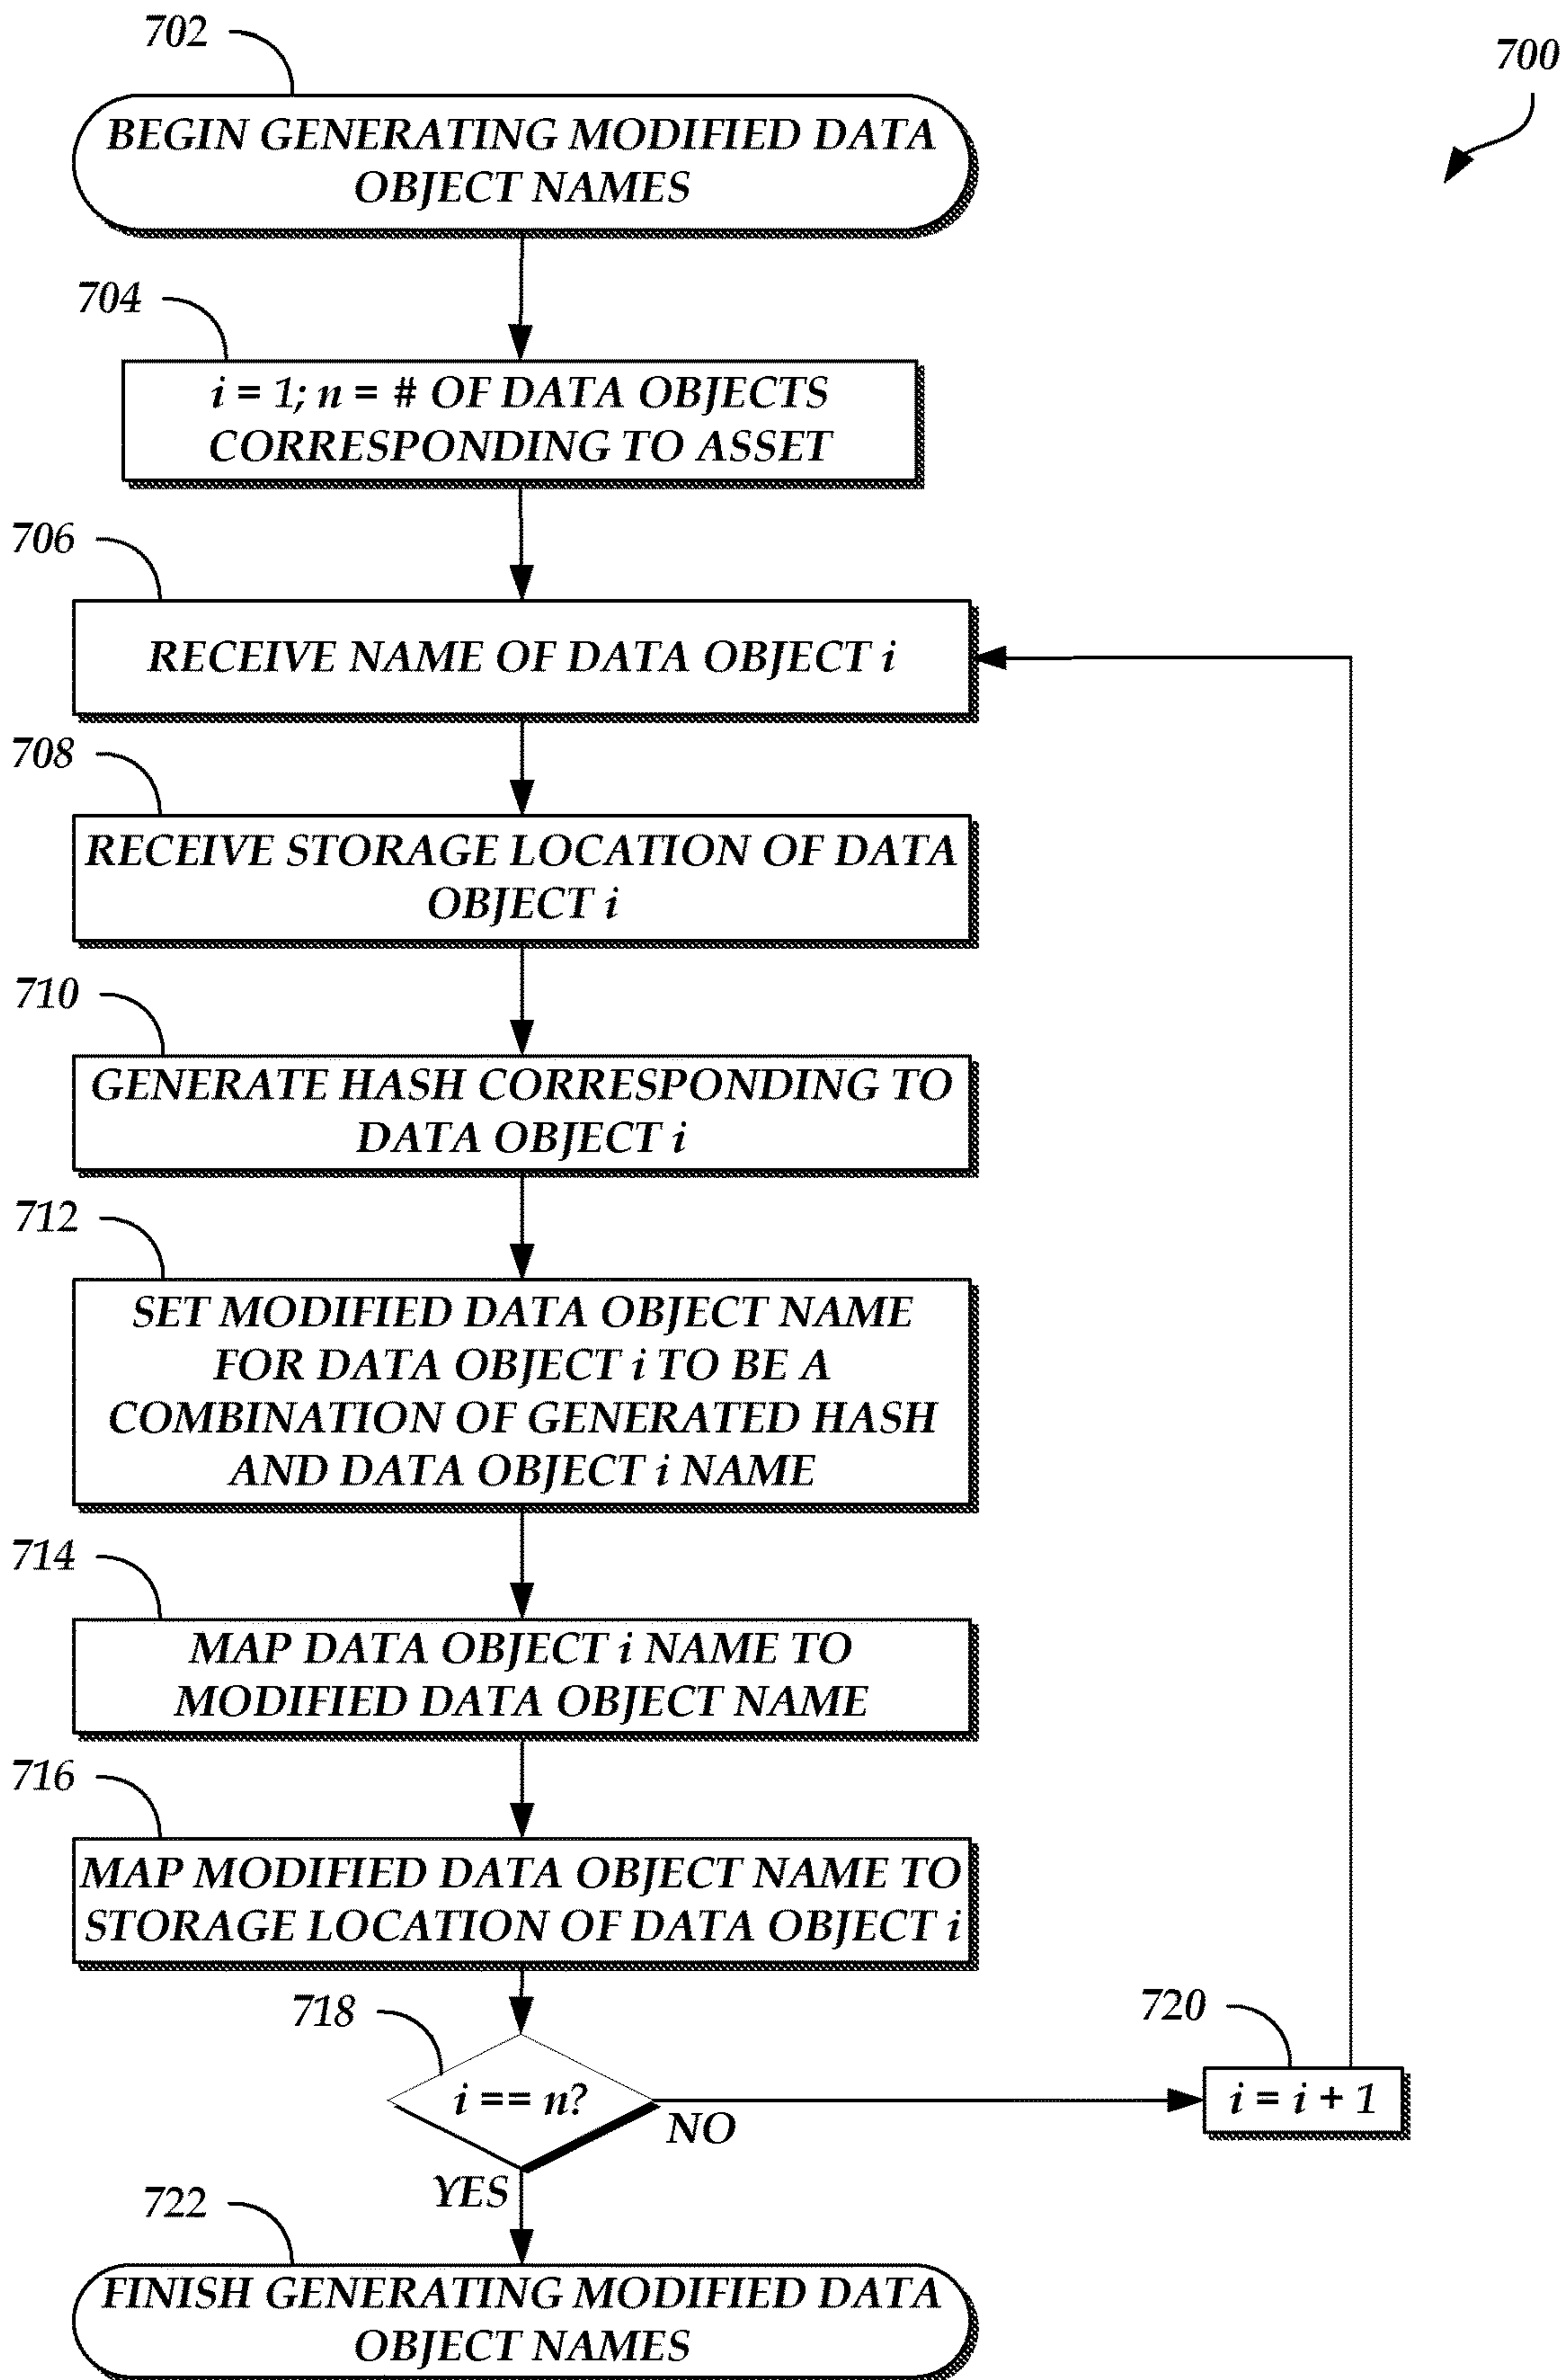 702
700
BEGIN GENERATING MODIFIED DATA
OBJECT NAMES
704
i = 1; n = # OF DATA OBJECTS
CORRESPONDING TO ASSET
706
RECEIVE NAME OF DATA OBJECT i
708
RECEIVE STORAGE LOCATION OF DATA
OBJECT i
710
GENERATE HASH CORRESPONDING TO
DATA OBJECT i
712
SET MODIFIED DATA OBJECT NAME
FOR DATA OBJECT i TO BE A
COMBINATION OF GENERATED HASH
AND DATA OBJECT i NAME
714
MAP DATA OBJECT i NAME TO
MODIFIED DATA OBJECT NAME
716
MAP MODIFIED DATA OBJECT NAME TO
STORAGE LOCATION OF DATA OBJECT i
718
720
i == n?
i = i + 1
NO
YES
722
FINISH GENERATING MODIFIED DATA
OBJECT NAMES